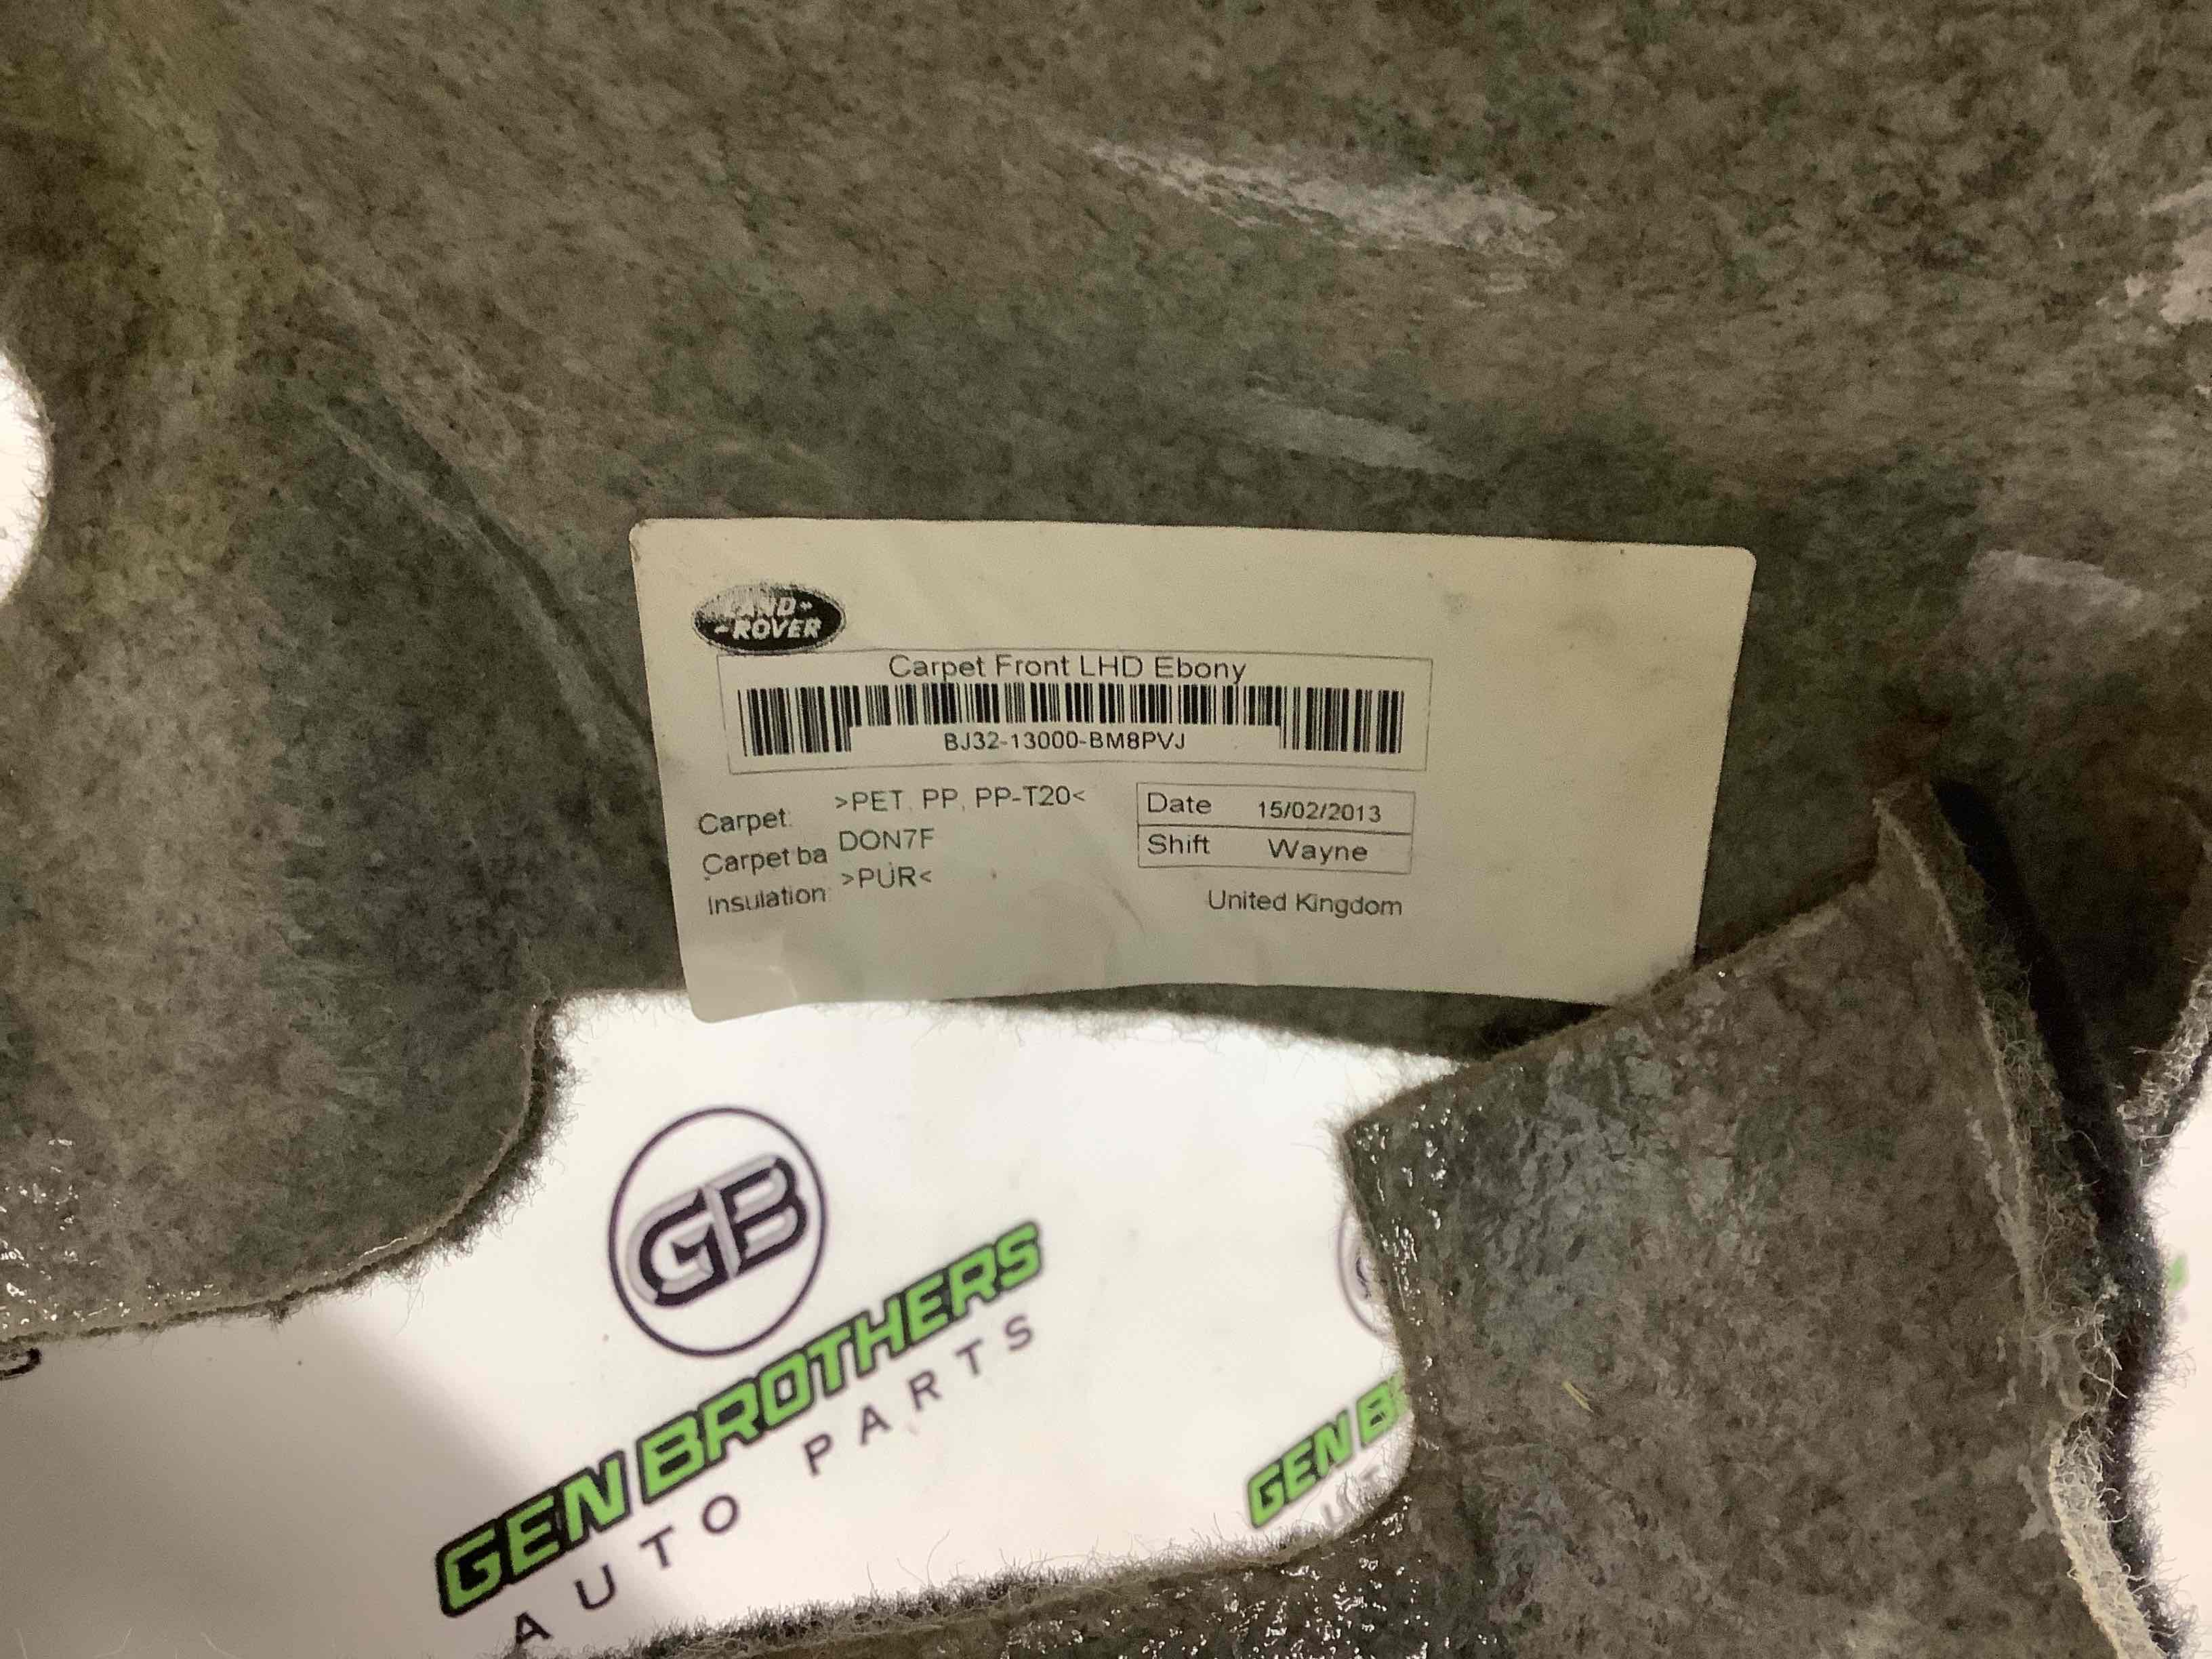 LAND-
-ROVER
Carpet Front LHD Ebony
BJ32-13000-BM8PVJ
Carpet: >PET, PP, PP-T20<
Carpet ba DON7F
Insulation: >PUR<
Date 15/02/2013
Shift Wayne
United Kingdom
GB
GEN BROTHERS
AUTO PARTS
GEN B